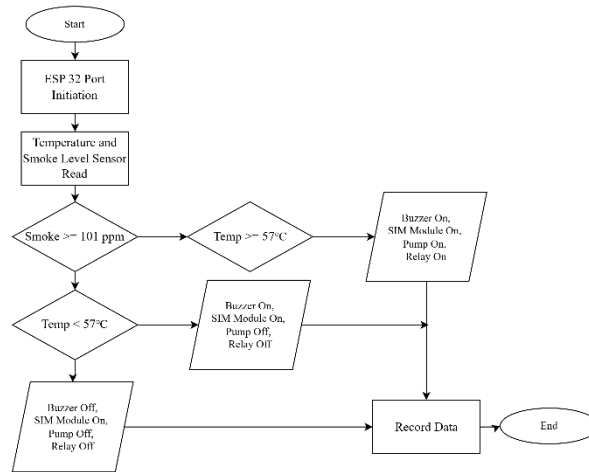 Start
ESP 32 Port
Initiation
Temperature and
Smoke Level Sensor
Read
Smoke >= 101 ppm
Temp >= 57°C
Buzzer On,
SIM Module On,
Pump On.
Relay On
Temp < 57°C
Buzzer On,
SIM Module On,
Pump Off,
Relay Off
Buzzer Off,
SIM Module On,
Pump Off,
Relay Off
Record Data
End